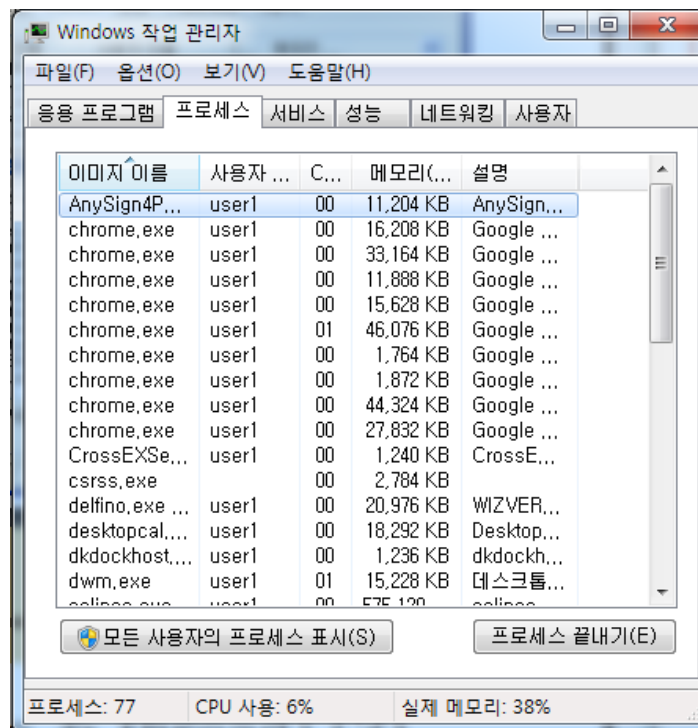 Windows 작업 관리자
파일(F) 옵션(O) 보기(V) 도움말(H)
응용 프로그램 프로세스 서비스 성능 네트워킹 사용자
이미지 이름 사용자 ... C... 메모리(... 설명
AnySign4P... user1 00 11,204 KB AnySign...
chrome.exe user1 00 16,208 KB Google ...
chrome.exe user1 00 33,164 KB Google ...
chrome.exe user1 00 11,888 KB Google ...
chrome.exe user1 00 15,628 KB Google ...
chrome.exe user1 01 46,076 KB Google ...
chrome.exe user1 00 1,764 KB Google ...
chrome.exe user1 00 1,872 KB Google ...
chrome.exe user1 00 44,324 KB Google ...
chrome.exe user1 00 27,832 KB Google ...
CrossEXSe... user1 00 1,240 KB CrossE...
csrss.exe 00 2,784 KB
delfino.exe ... user1 00 20,976 KB WIZVER...
desktopcal.... user1 00 18,292 KB Desktop...
dkdockhost.... user1 00 1,236 KB dkdockh...
dwm.exe user1 01 15,228 KB 데스크톱...
모든 사용자의 프로세스 표시(S) 프로세스 끝내기(E)
프로세스: 77 CPU 사용: 6% 실제 메모리: 38%